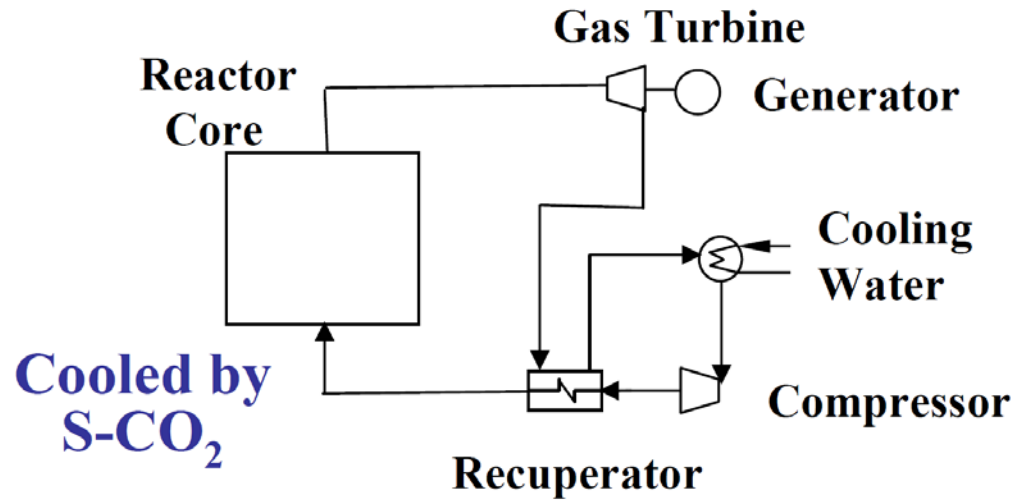 Gas Turbine
Reactor
Core
Generator
Cooling
Water
Cooled by
S-CO₂
Compressor
Recuperator